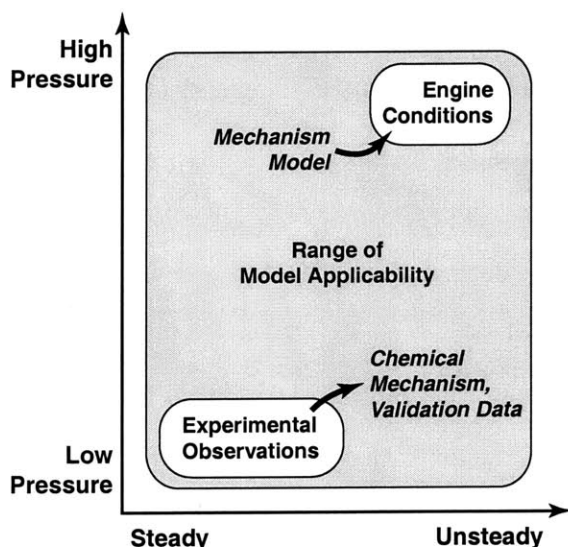 High
Pressure
Engine
Conditions
Mechanism
Model
Range of
Model Applicability
Chemical
Mechanism,
Validation Data
Experimental
Observations
Low
Pressure
Steady
Unsteady